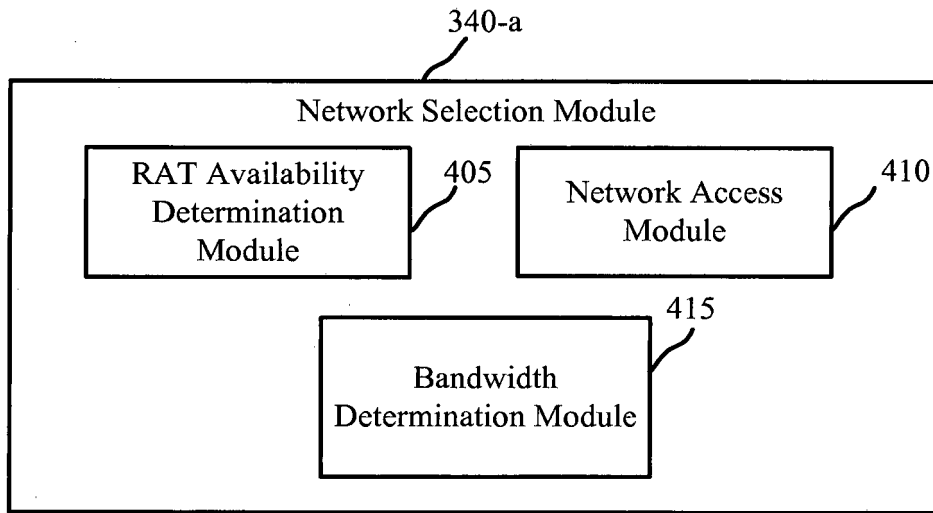 340-a
Network Selection Module
RAT Availability
Determination
Module
405
Network Access
Module
410
Bandwidth
Determination Module
415